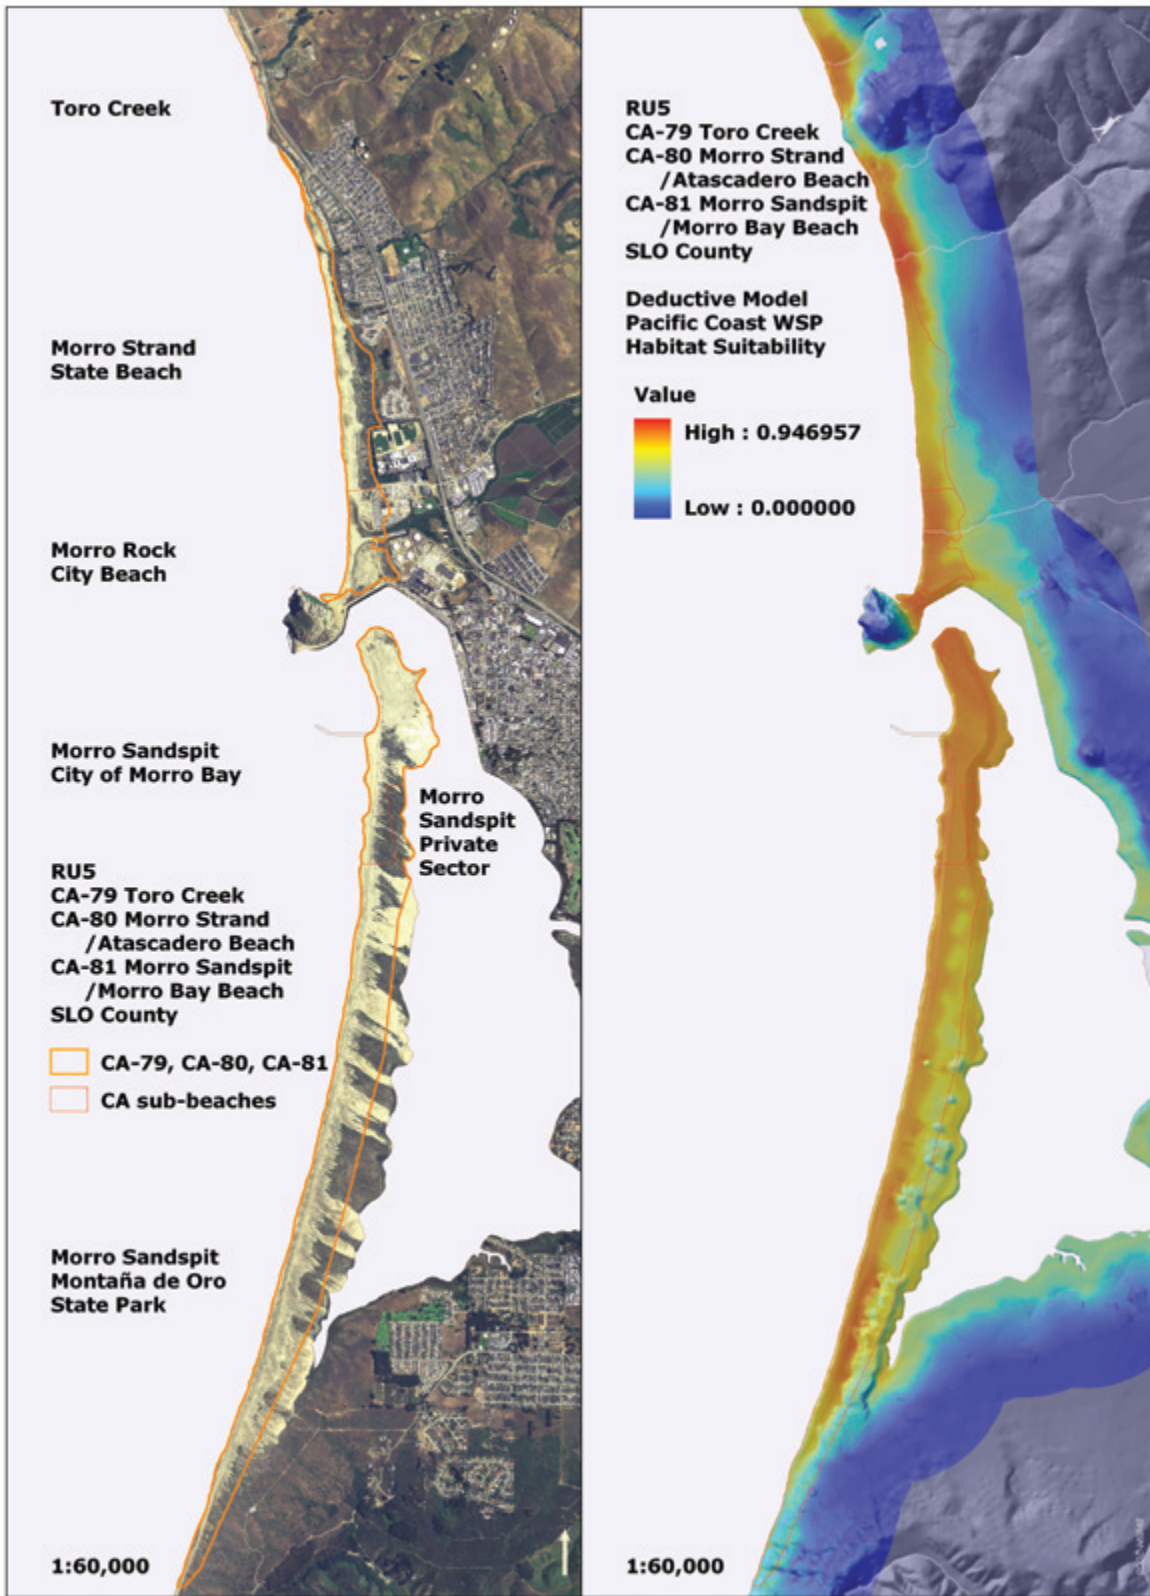 Toro Creek
Morro Strand
State Beach
Morro Rock
City Beach
Morro Sandspit
City of Morro Bay
Morro
Sandspit
Private
Sector
RU5
CA-79 Toro Creek
CA-80 Morro Strand
/Atascadero Beach
CA-81 Morro Sandspit
/Morro Bay Beach
SLO County
CA-79, CA-80, CA-81
CA sub-beaches
Morro Sandspit
Montaña de Oro
State Park
1:60,000
RU5
CA-79 Toro Creek
CA-80 Morro Strand
/Atascadero Beach
CA-81 Morro Sandspit
/Morro Bay Beach
SLO County
Deductive Model
Pacific Coast WSP
Habitat Suitability
Value
High : 0.946957
Low : 0.000000
1:60,000